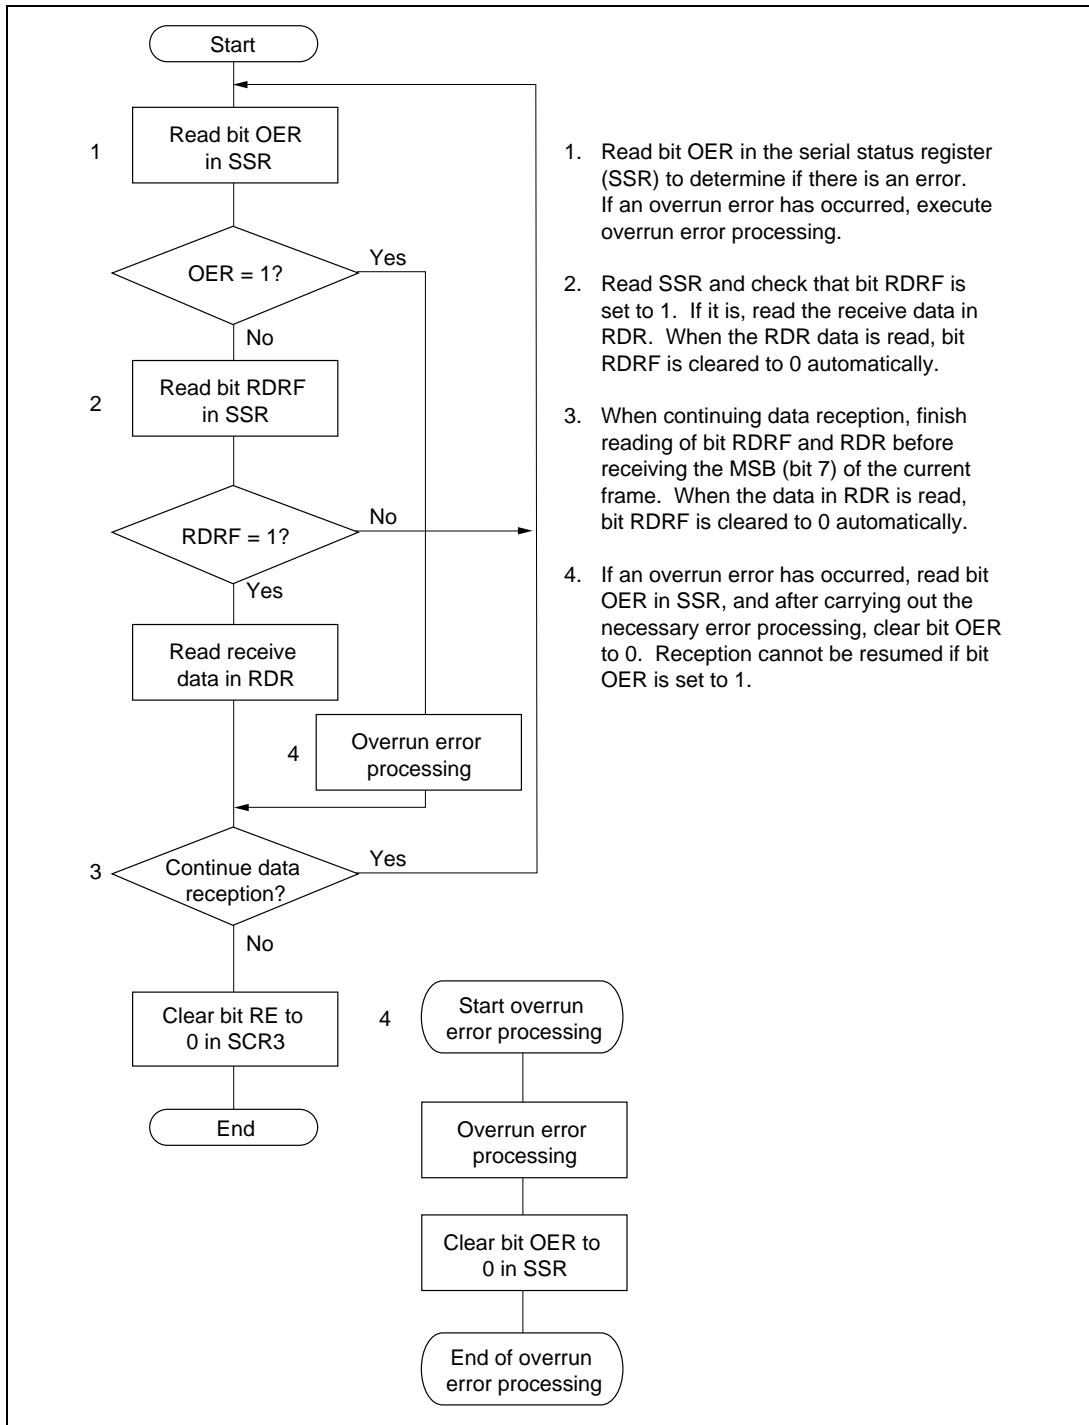 Start
1
Read bit OER
in SSR
OER = 1?
Yes
No
2
Read bit RDRF
in SSR
RDRF = 1?
No
Yes
Read receive
data in RDR
4
Overrun error
processing
3
Continue data
reception?
Yes
No
Clear bit RE to
0 in SCR3
End
4
Start overrun
error processing
Overrun error
processing
Clear bit OER to
0 in SSR
End of overrun
error processing
1. Read bit OER in the serial status register
(SSR) to determine if there is an error.
If an overrun error has occurred, execute
overrun error processing.
2. Read SSR and check that bit RDRF is
set to 1. If it is, read the receive data in
RDR. When the RDR data is read, bit
RDRF is cleared to 0 automatically.
3. When continuing data reception, finish
reading of bit RDRF and RDR before
receiving the MSB (bit 7) of the current
frame. When the data in RDR is read,
bit RDRF is cleared to 0 automatically.
4. If an overrun error has occurred, read bit
OER in SSR, and after carrying out the
necessary error processing, clear bit OER
to 0. Reception cannot be resumed if bit
OER is set to 1.